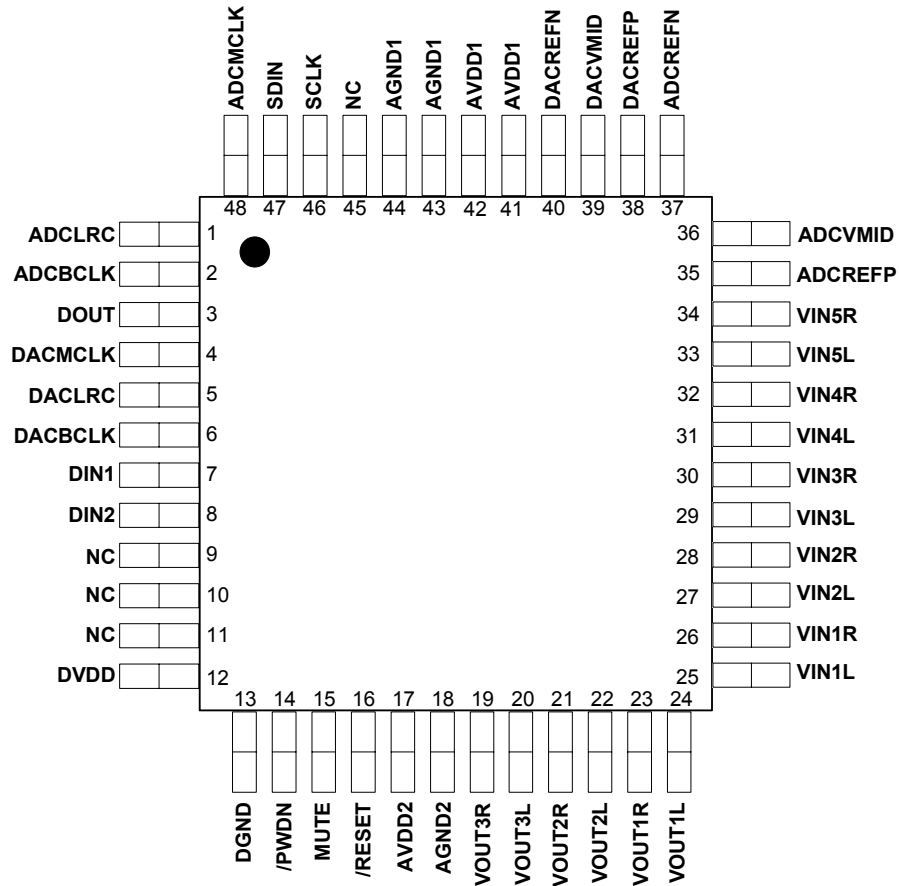 ADCMCLK SDIN SCLK NC AGND1 AGND1 AVDD1 AVDD1 DACREFN DACVMID DACREFP ADCREFN
48 47 46 45 44 43 42 41 40 39 38 37
ADCLRC 1 36 ADCVMID
ADCBCLK 2 35 ADCREFP
DOUT 3 34 VIN5R
DACMCLK 4 33 VIN5L
DACLRC 5 32 VIN4R
DACBCLK 6 31 VIN4L
DIN1 7 30 VIN3R
DIN2 8 29 VIN3L
NC 9 28 VIN2R
NC 10 27 VIN2L
NC 11 26 VIN1R
DVDD 12 25 VIN1L
13 14 15 16 17 18 19 20 21 22 23 24
DGND /PWDN MUTE /RESET AVDD2 AGND2 VOUT3R VOUT3L VOUT2R VOUT2L VOUT1R VOUT1L